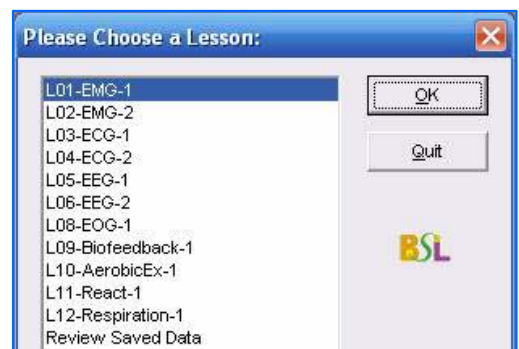 Please Choose a Lesson:
L01-EMG-1
L02-EMG-2
L03-ECG-1
L04-ECG-2
L05-EEG-1
L06-EEG-2
L08-EOG-1
L09-Biofeedback-1
L10-AerobicEx-1
L11-React-1
L12-Respiration-1
Review Saved Data
OK
Quit
BSL